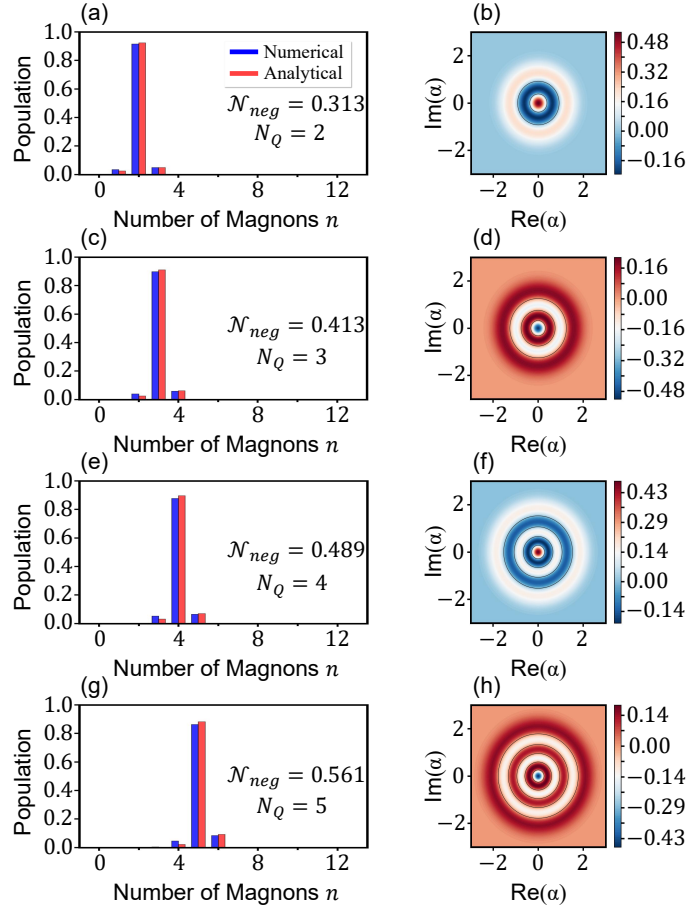 (a)
Population
1.0
0.8
0.6
0.4
0.2
0.0
Numerical
Analytical
𝒩neg = 0.313
N_Q = 2
0 4 8 12
Number of Magnons n
(b)
Im(α)
2
0
−2
−2 0 2
Re(α)
0.48
0.32
0.16
0.00
−0.16
(c)
Population
1.0
0.8
0.6
0.4
0.2
0.0
𝒩neg = 0.413
N_Q = 3
0 4 8 12
Number of Magnons n
(d)
Im(α)
2
0
−2
−2 0 2
Re(α)
0.16
0.00
−0.16
−0.32
−0.48
(e)
Population
1.0
0.8
0.6
0.4
0.2
0.0
𝒩neg = 0.489
N_Q = 4
0 4 8 12
Number of Magnons n
(f)
Im(α)
2
0
−2
−2 0 2
Re(α)
0.43
0.29
0.14
0.00
−0.14
(g)
Population
1.0
0.8
0.6
0.4
0.2
0.0
𝒩neg = 0.561
N_Q = 5
0 4 8 12
Number of Magnons n
(h)
Im(α)
2
0
−2
−2 0 2
Re(α)
0.14
0.00
−0.14
−0.29
−0.43